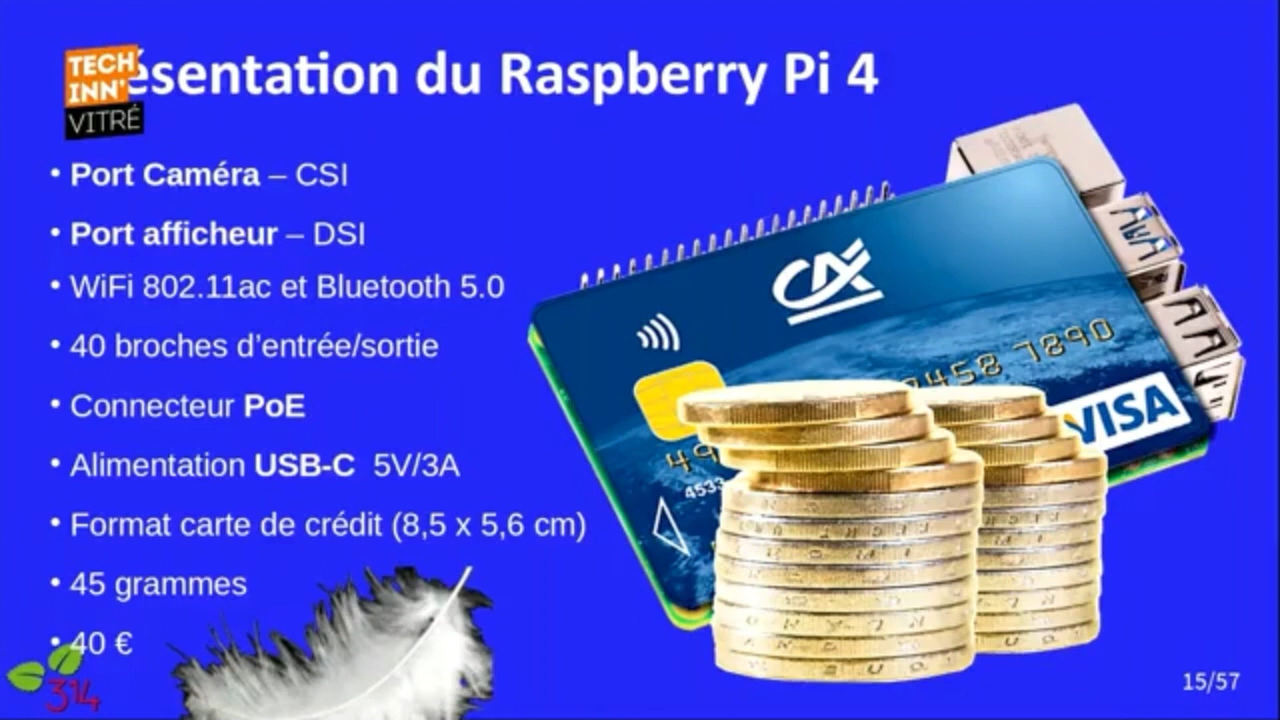 TECH
INN'
VITRÉ
ésentation du Raspberry Pi 4
• Port Caméra – CSI
• Port afficheur – DSI
• WiFi 802.11ac et Bluetooth 5.0
• 40 broches d’entrée/sortie
• Connecteur PoE
• Alimentation USB-C 5V/3A
• Format carte de crédit (8,5 x 5,6 cm)
• 45 grammes
• 40 €
CA
7890
VISA
4533
314
15/57